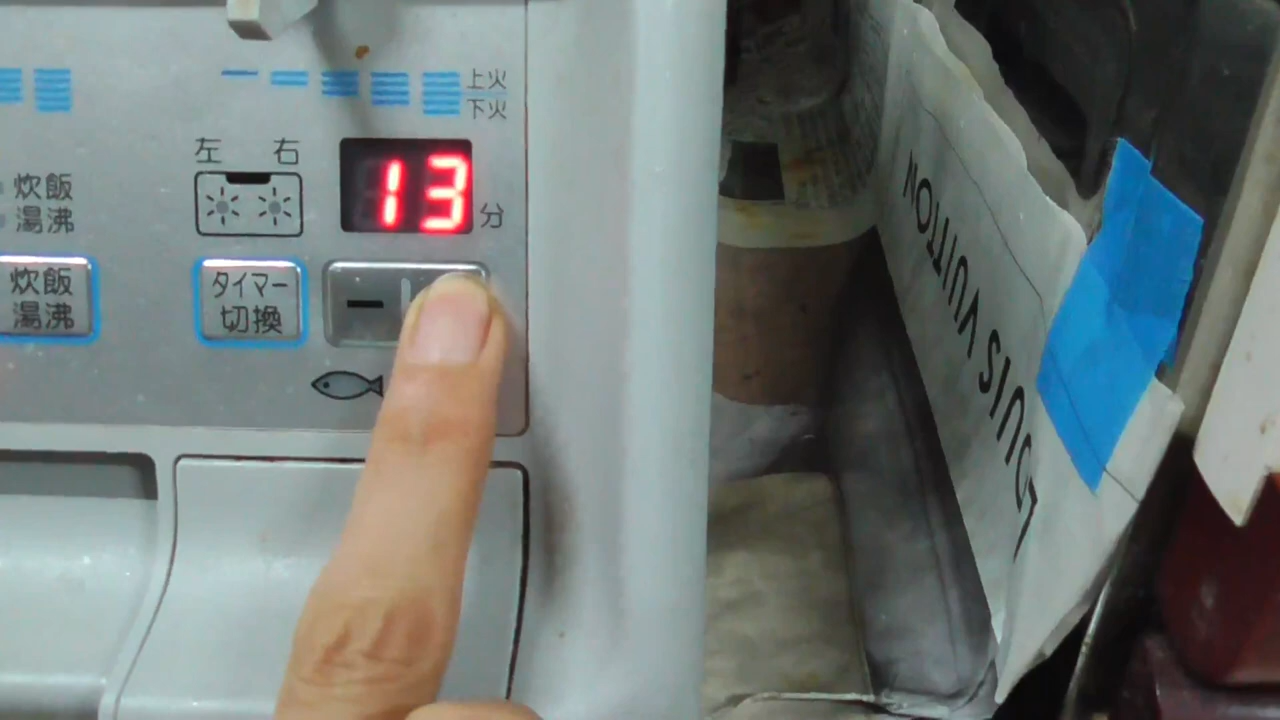 上火
下火
左 右
13 分
炊飯
湯沸
炊飯
湯沸
タイマー
切換
−
LOUIS VUITTON